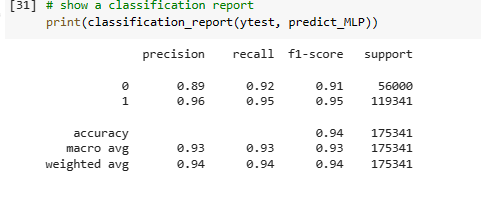 [31] # show a classification report
print(classification_report(ytest, predict_MLP))
precision recall f1-score support
0 0.89 0.92 0.91 56000
1 0.96 0.95 0.95 119341
accuracy 0.94 175341
macro avg 0.93 0.93 0.93 175341
weighted avg 0.94 0.94 0.94 175341